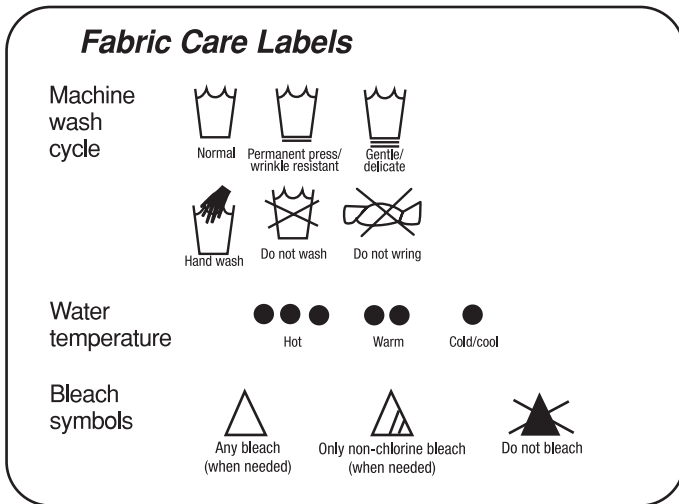 Fabric Care Labels
Machine
wash
cycle
Normal
Permanent press/
wrinkle resistant
Gentle/
delicate
Hand wash
Do not wash
Do not wring
Water
temperature
Hot
Warm
Cold/cool
Bleach
symbols
Any bleach
(when needed)
Only non-chlorine bleach
(when needed)
Do not bleach